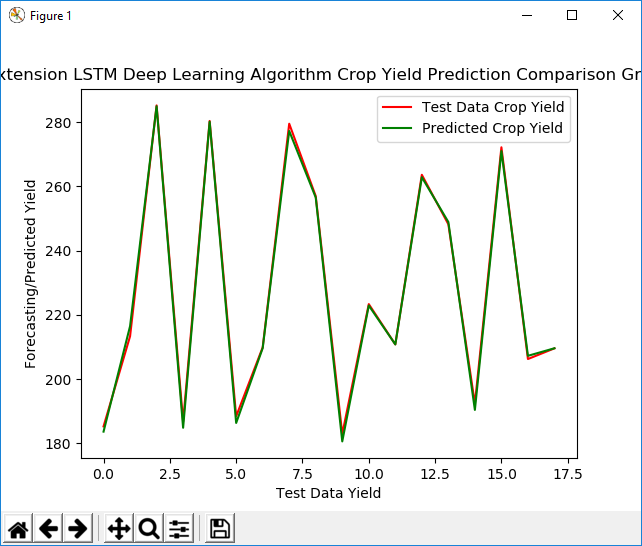 Figure 1
xtension LSTM Deep Learning Algorithm Crop Yield Prediction Comparison Gr
Test Data Crop Yield
Predicted Crop Yield
Forecasting/Predicted Yield
280
260
240
220
200
180
0.0 2.5 5.0 7.5 10.0 12.5 15.0 17.5
Test Data Yield